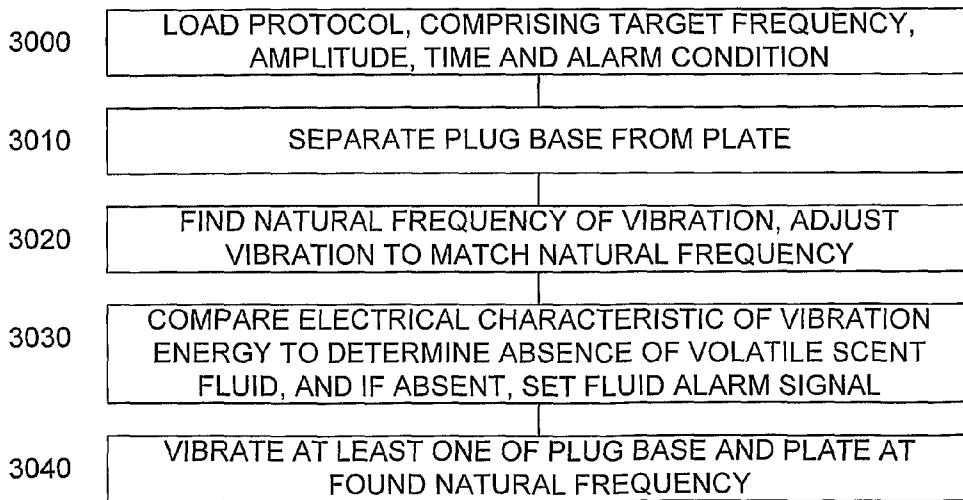 3000 LOAD PROTOCOL, COMPRISING TARGET FREQUENCY,
AMPLITUDE, TIME AND ALARM CONDITION
3010 SEPARATE PLUG BASE FROM PLATE
3020 FIND NATURAL FREQUENCY OF VIBRATION, ADJUST
VIBRATION TO MATCH NATURAL FREQUENCY
3030 COMPARE ELECTRICAL CHARACTERISTIC OF VIBRATION
ENERGY TO DETERMINE ABSENCE OF VOLATILE SCENT
FLUID, AND IF ABSENT, SET FLUID ALARM SIGNAL
3040 VIBRATE AT LEAST ONE OF PLUG BASE AND PLATE AT
FOUND NATURAL FREQUENCY